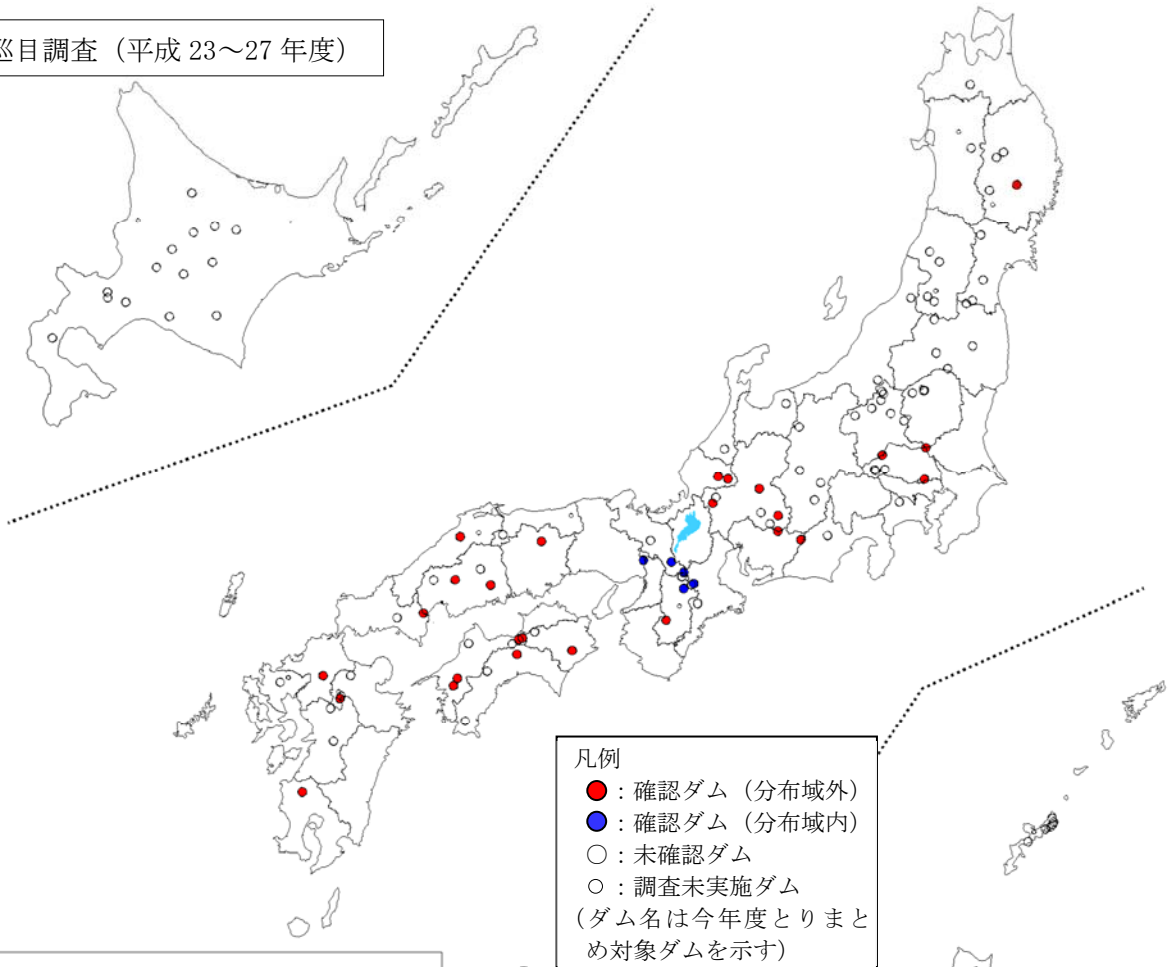 巡目調査（平成 23～27 年度）
凡例
：確認ダム（分布域外）
：確認ダム（分布域内）
○：未確認ダム
○：調査未実施ダム
（ダム名は今年度とりまと
め対象ダムを示す）